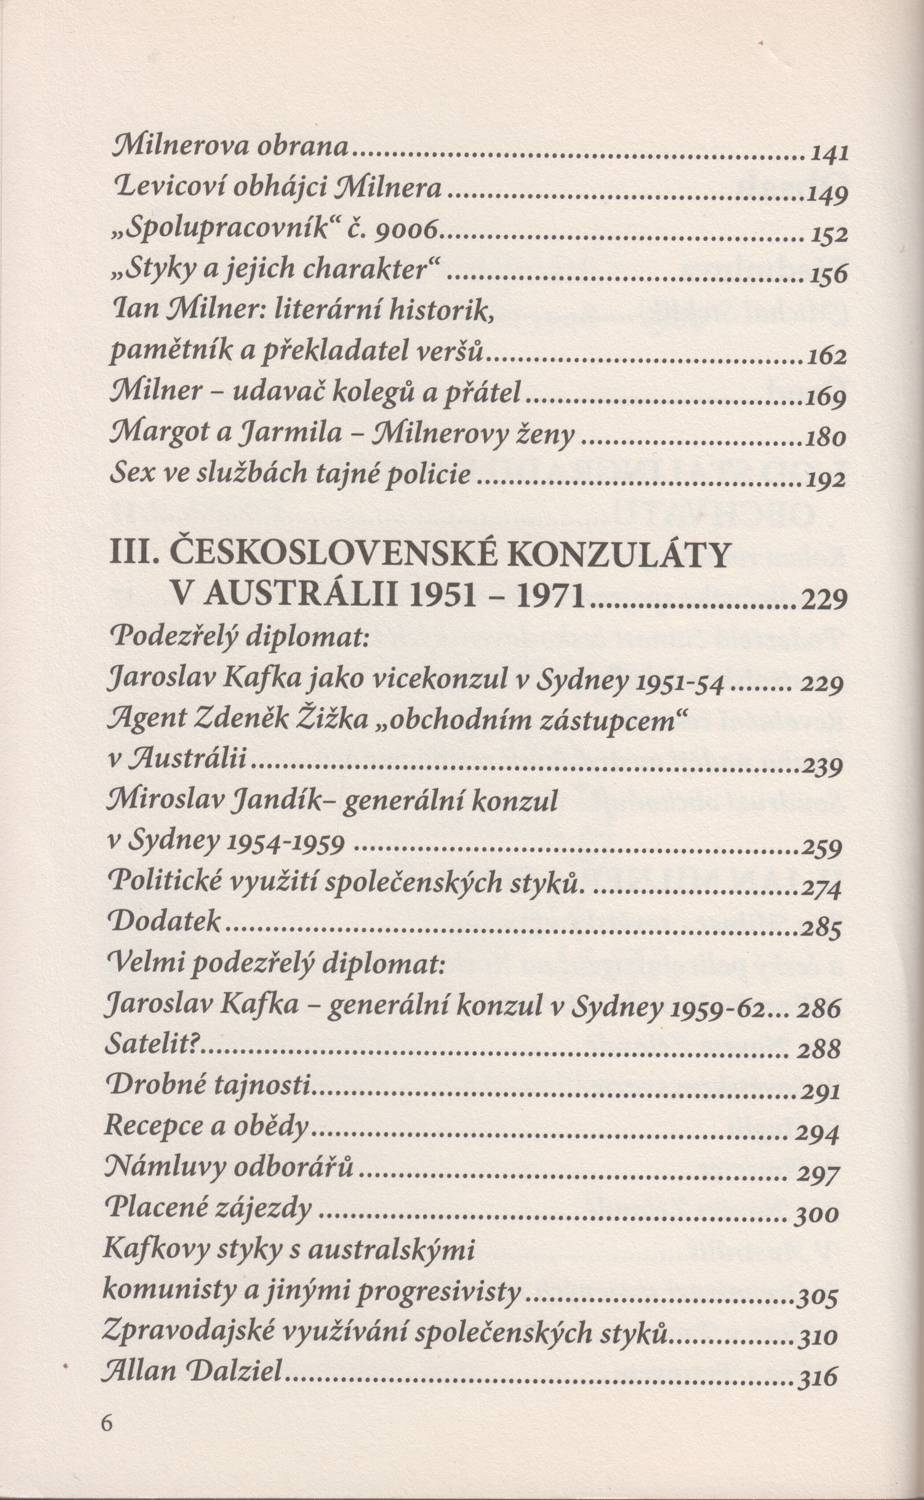 Milnerova obrana............................................................ 141
Levicoví obhájci Milnera ................................................149
„Spolupracovník“ č. 9006................................................ 152
„Styky a jejich charakter“ ................................................ 156
Ian Milner: literární historik,
pamětník a překladatel veršů...........................................162
Milner – udavač kolegů a přátel .....................................169
Margot a Jarmila – Milnerovy ženy .............................180
Sex ve službách tajné policie ...........................................192
III. ČESKOSLOVENSKÉ KONZULÁTY
V AUSTRÁLII 1951 – 1971...........................229
Podezřelý diplomat:
Jaroslav Kafka jako vicekonzul v Sydney 1951-54 ........ 229
Agent Zdeněk Žižka „obchodním zástupcem“
v Austrálii.........................................................................239
Miroslav Jandík– generální konzul
v Sydney 1954-1959 ...........................................................259
Politické využití společenských styků. ...........................274
Dodatek............................................................................285
Velmi podezřelý diplomat:
Jaroslav Kafka – generální konzul v Sydney 1959-62... 286
Satelit?.............................................................................. 288
Drobné tajnosti................................................................291
Recepce a obědy............................................................... 294
Námluvy odborářů ......................................................... 297
Placené zájezdy .............................................................. 300
Kafkovy styky s australskými
komunisty a jinými progresivisty....................................305
Zpravodajské využívání společenských styků.................310
Allan Dalziel....................................................................316
6